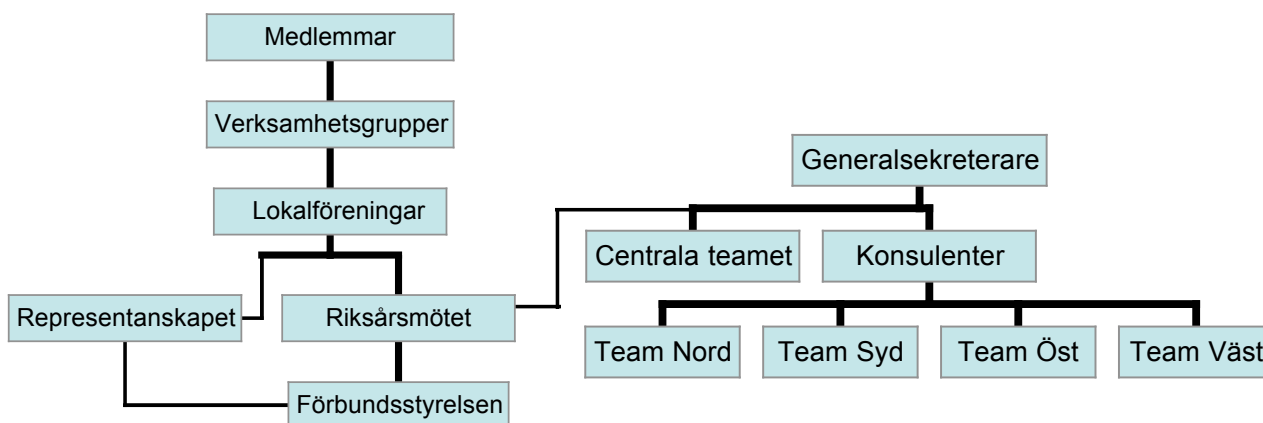 Medlemmar
Verksamhetsgrupper
Lokalföreningar
Representanskapet
Riksårsmötet
Förbundsstyrelsen
Generalsekreterare
Centrala teamet
Konsulenter
Team Nord
Team Syd
Team Öst
Team Väst